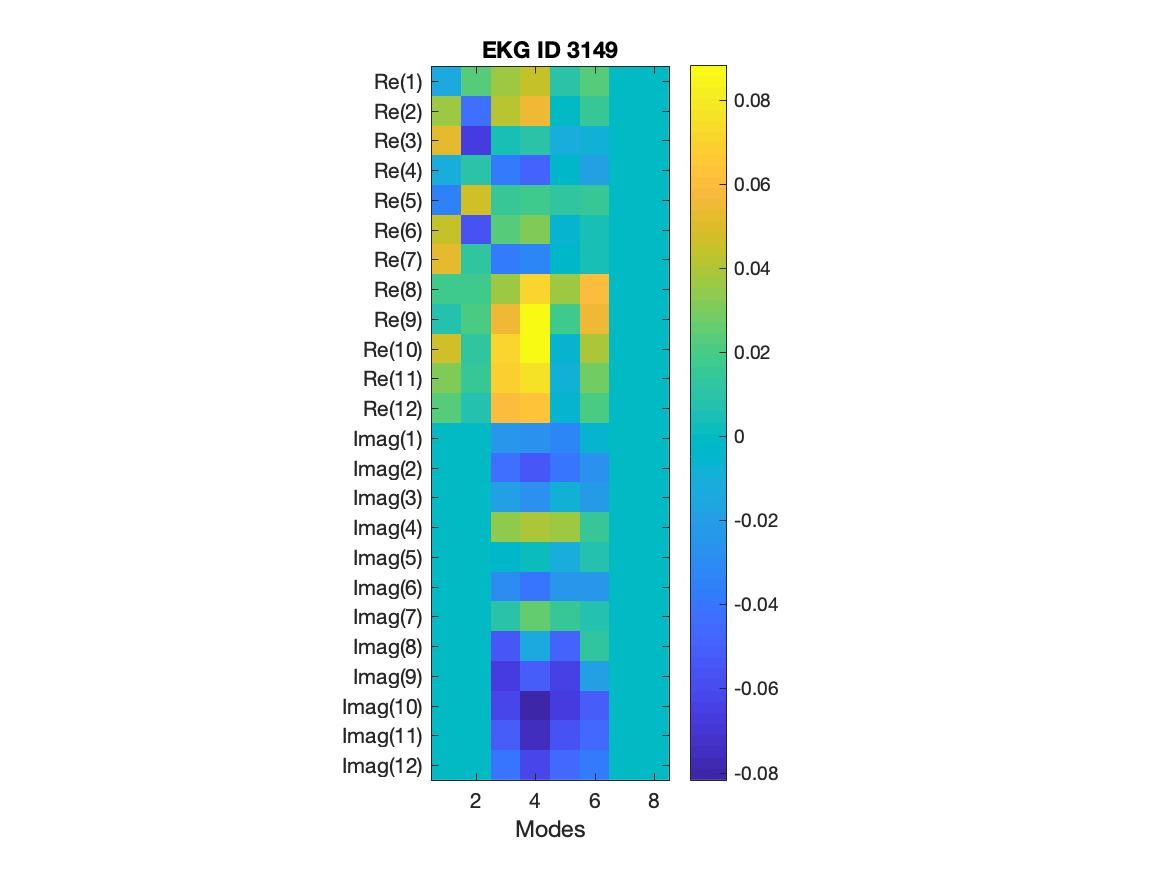 EKG ID 3149
Re(1)
Re(2)
Re(3)
Re(4)
Re(5)
Re(6)
Re(7)
Re(8)
Re(9)
Re(10)
Re(11)
Re(12)
Imag(1)
Imag(2)
Imag(3)
Imag(4)
Imag(5)
Imag(6)
Imag(7)
Imag(8)
Imag(9)
Imag(10)
Imag(11)
Imag(12)
2 4 6 8
Modes
0.08
0.06
0.04
0.02
0
-0.02
-0.04
-0.06
-0.08